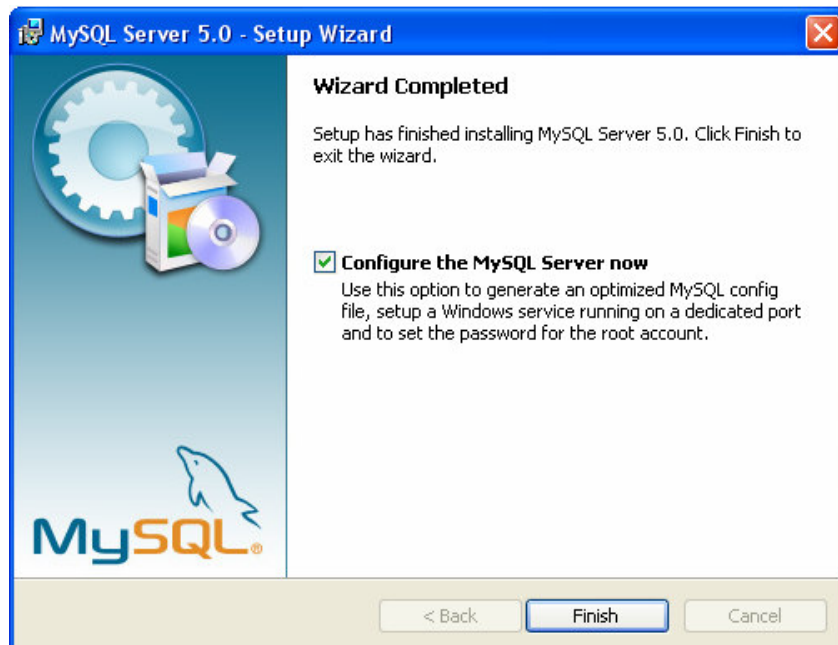 MySQL Server 5.0 - Setup Wizard
Wizard Completed
Setup has finished installing MySQL Server 5.0. Click Finish to
exit the wizard.
Configure the MySQL Server now
Use this option to generate an optimized MySQL config
file, setup a Windows service running on a dedicated port
and to set the password for the root account.
MySQL®
< Back
Finish
Cancel